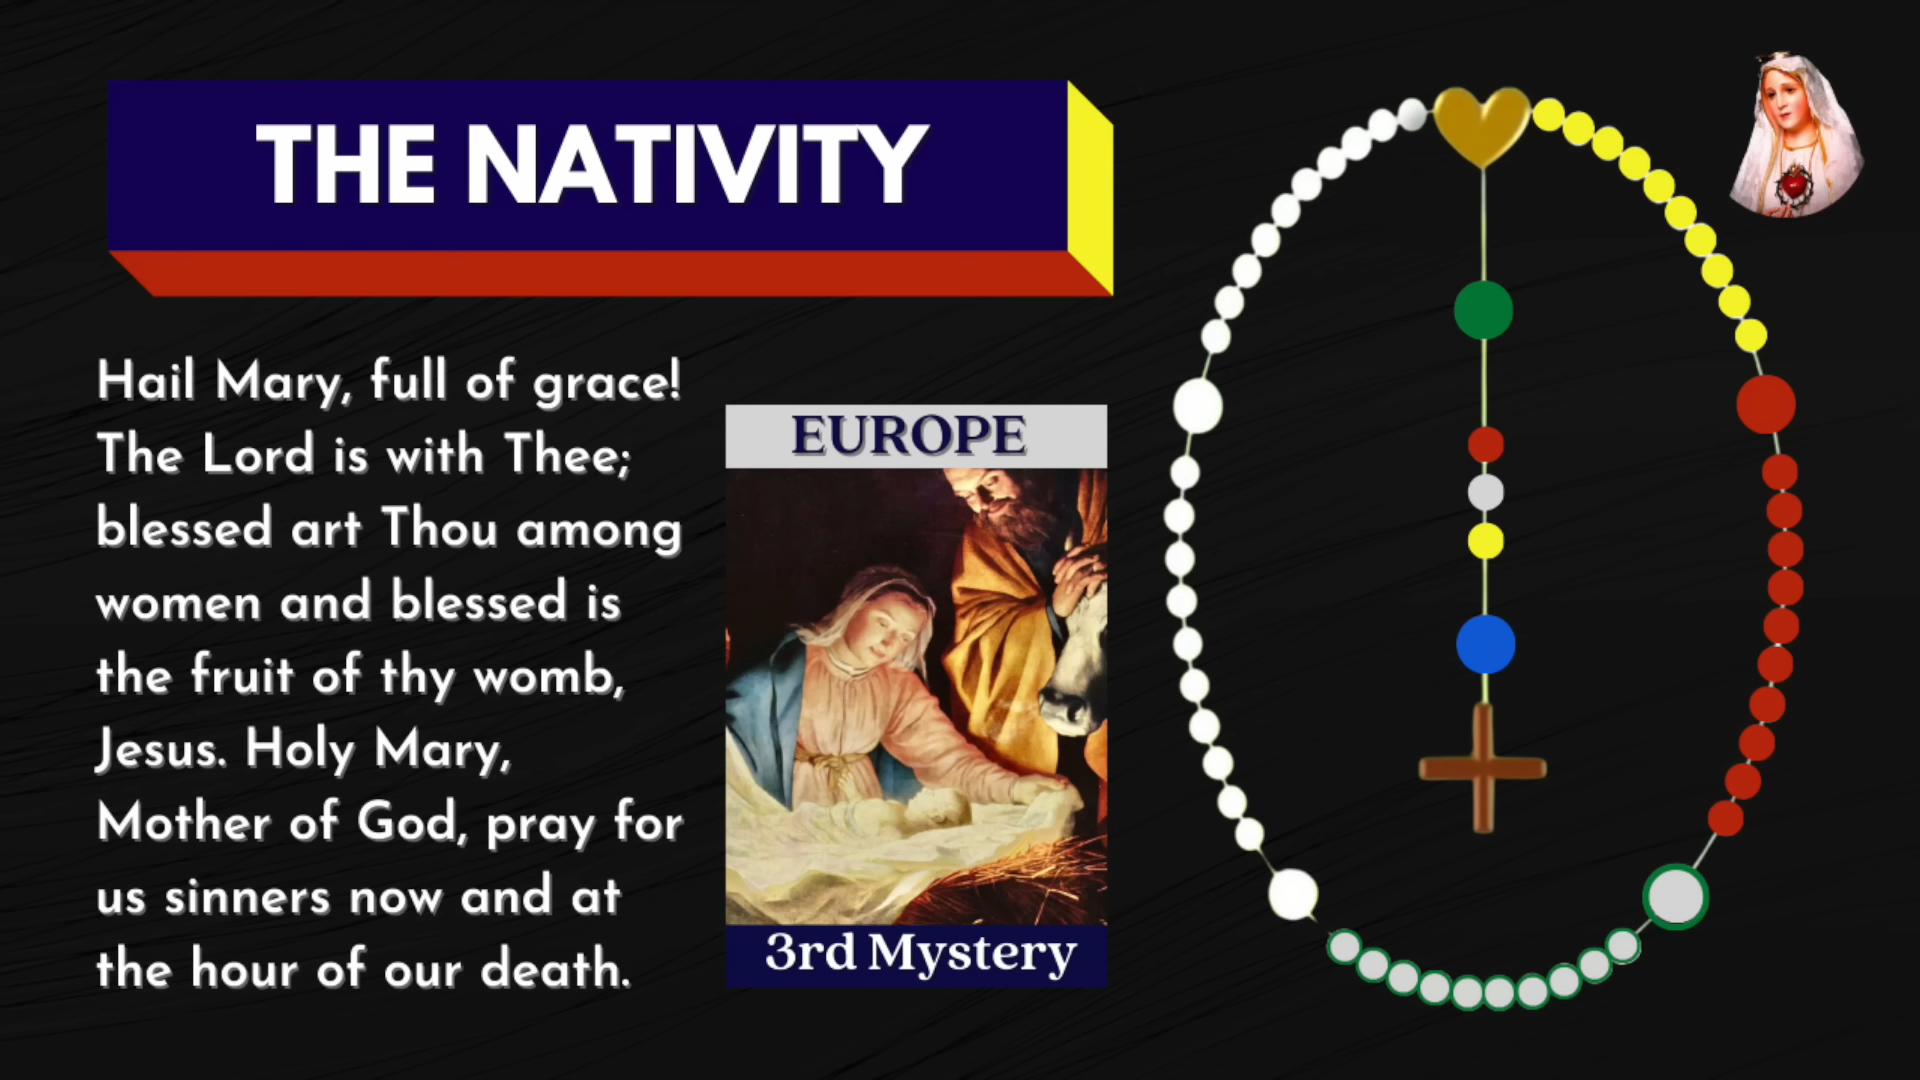 THE NATIVITY
Hail Mary, full of grace!
The Lord is with Thee;
blessed art Thou among
women and blessed is
the fruit of thy womb,
Jesus. Holy Mary,
Mother of God, pray for
us sinners now and at
the hour of our death.
EUROPE
3rd Mystery